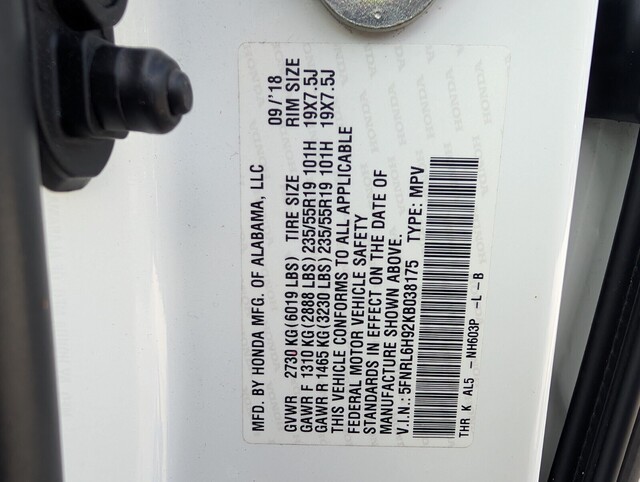 MFD. BY HONDA MFG. OF ALABAMA, LLC 09/'18
GVWR 2730 KG(6019 LBS) TIRE SIZE RIM SIZE
GAWR F 1310 KG(2888 LBS)235/55R19 101H 19X7.5J
GAWR R 1465 KG(3230 LBS)235/55R19 101H 19X7.5J
THIS VEHICLE CONFORMS TO ALL APPLICABLE
FEDERAL MOTOR VEHICLE SAFETY
STANDARDS IN EFFECT ON THE DATE OF
MANUFACTURE SHOWN ABOVE.
V.I.N.: 5FNRL6H92KB038175 TYPE: MPV
THR K AL5 - NH603P -L -B